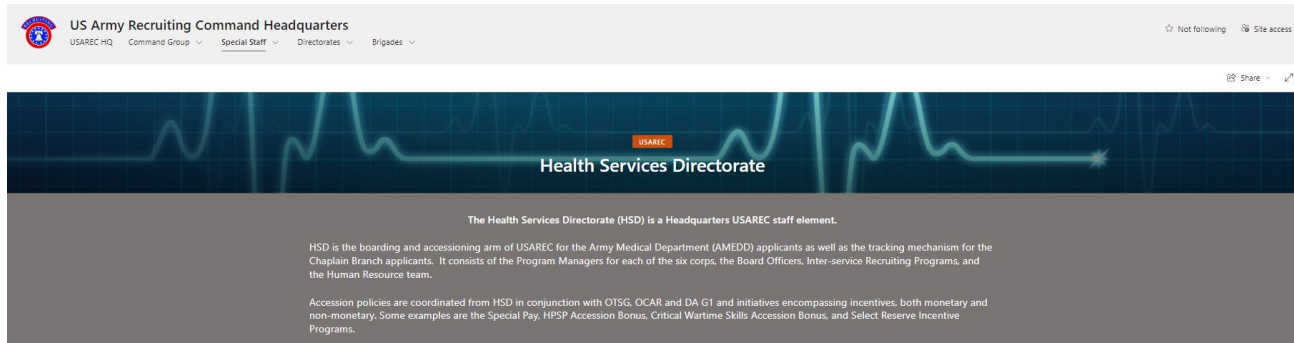 US Army Recruiting Command Headquarters
USAREC HQ Command Group Special Staff Directorates Brigades
Not following Site access
Share
USAREC
Health Services Directorate
The Health Services Directorate (HSD) is a Headquarters USAREC staff element.
HSD is the boarding and accessioning arm of USAREC for the Army Medical Department (AMEDD) applicants as well as the tracking mechanism for the
Chaplain Branch applicants. It consists of the Program Managers for each of the six corps, the Board Officers, Inter-service Recruiting Programs, and
the Human Resource team.
Accession policies are coordinated from HSD in conjunction with OTSG, OCAR and DA G1 and initiatives encompassing incentives, both monetary and
non-monetary. Some examples are the Special Pay, HPSP Accession Bonus, Critical Wartime Skills Accession Bonus, and Select Reserve Incentive
Programs.